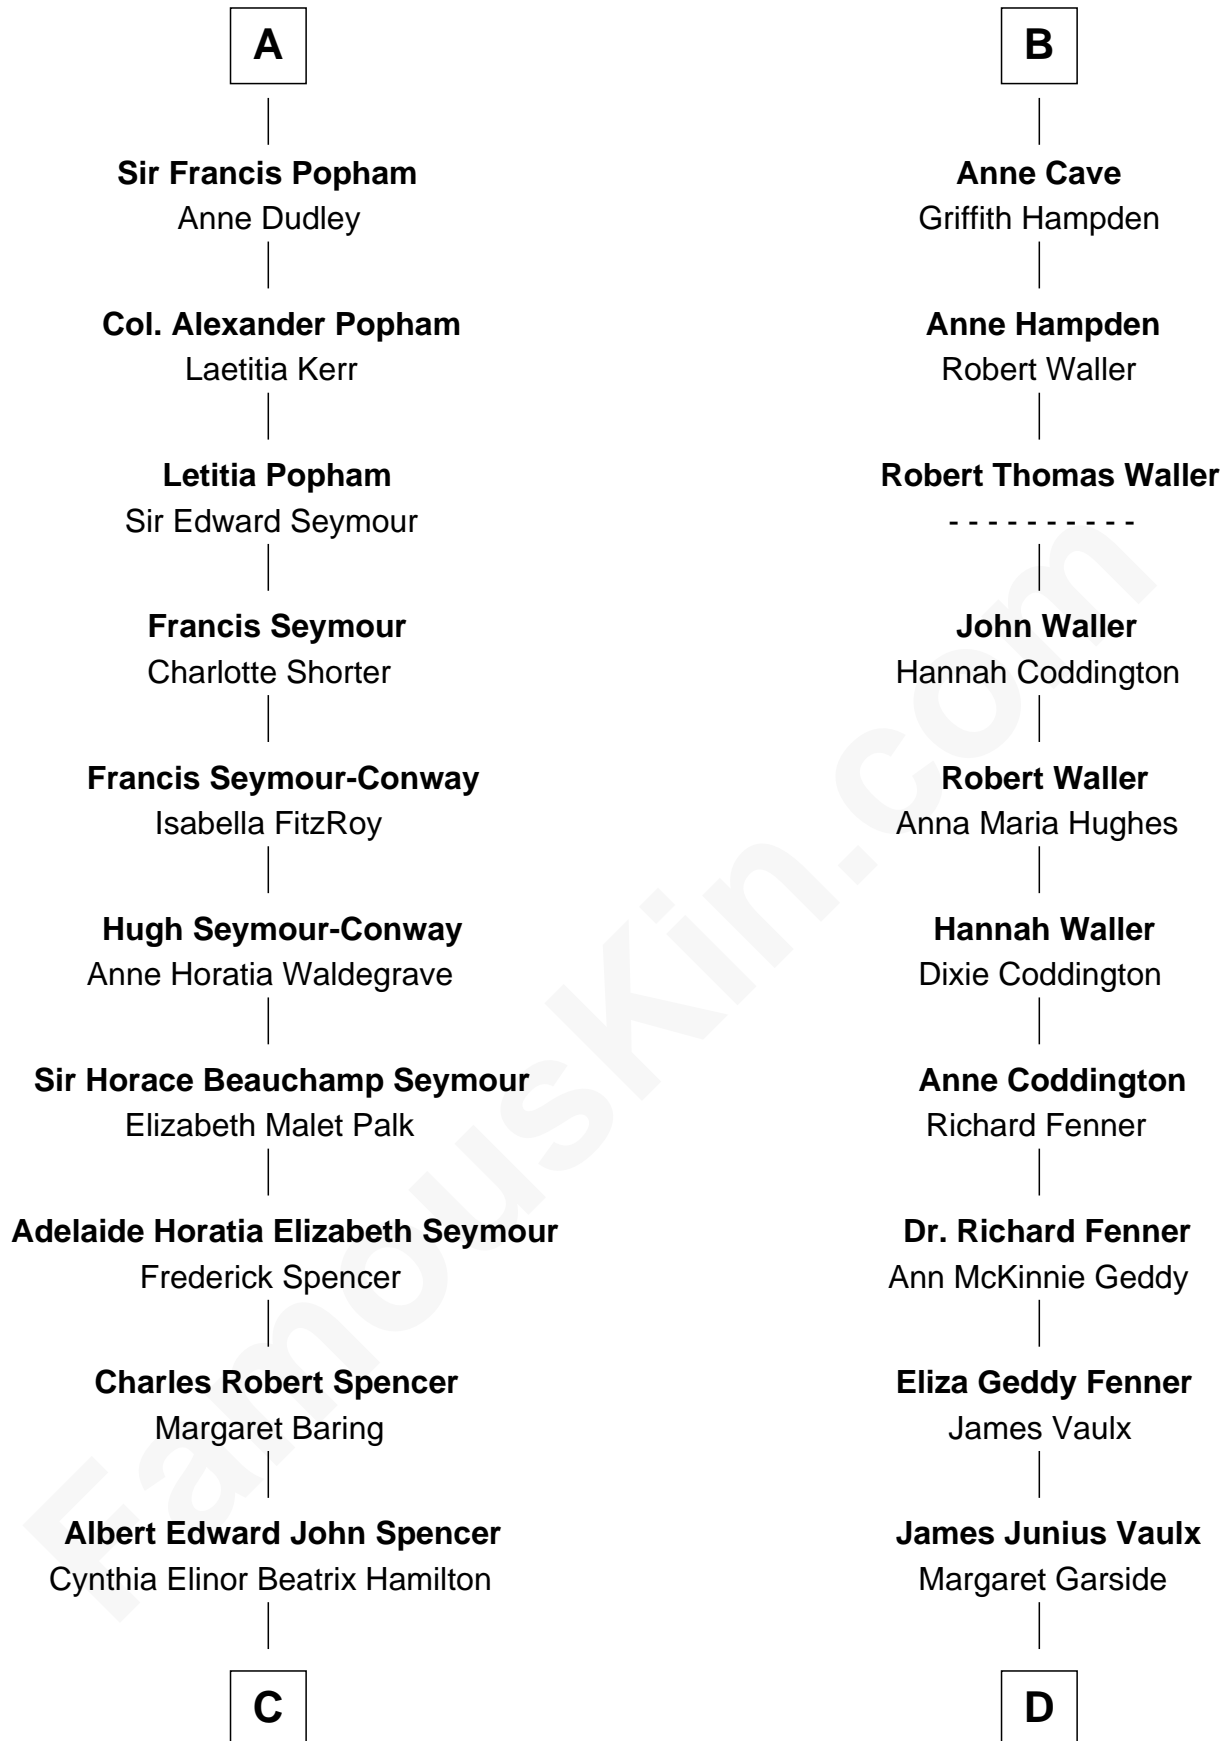 A
Sir Francis Popham
Anne Dudley
Col. Alexander Popham
Laetitia Kerr
Letitia Popham
Sir Edward Seymour
Francis Seymour
Charlotte Shorter
Francis Seymour-Conway
Isabella FitzRoy
Hugh Seymour-Conway
Anne Horatia Waldegrave
Sir Horace Beauchamp Seymour
Elizabeth Malet Palk
Adelaide Horatia Elizabeth Seymour
Frederick Spencer
Charles Robert Spencer
Margaret Baring
Albert Edward John Spencer
Cynthia Elinor Beatrix Hamilton
C
B
Anne Cave
Griffith Hampden
Anne Hampden
Robert Waller
Robert Thomas Waller
- - - - - - - - - -
John Waller
Hannah Coddington
Robert Waller
Anna Maria Hughes
Hannah Waller
Dixie Coddington
Anne Coddington
Richard Fenner
Dr. Richard Fenner
Ann McKinnie Geddy
Eliza Geddy Fenner
James Vaulx
James Junius Vaulx
Margaret Garside
D
FamousKin.com